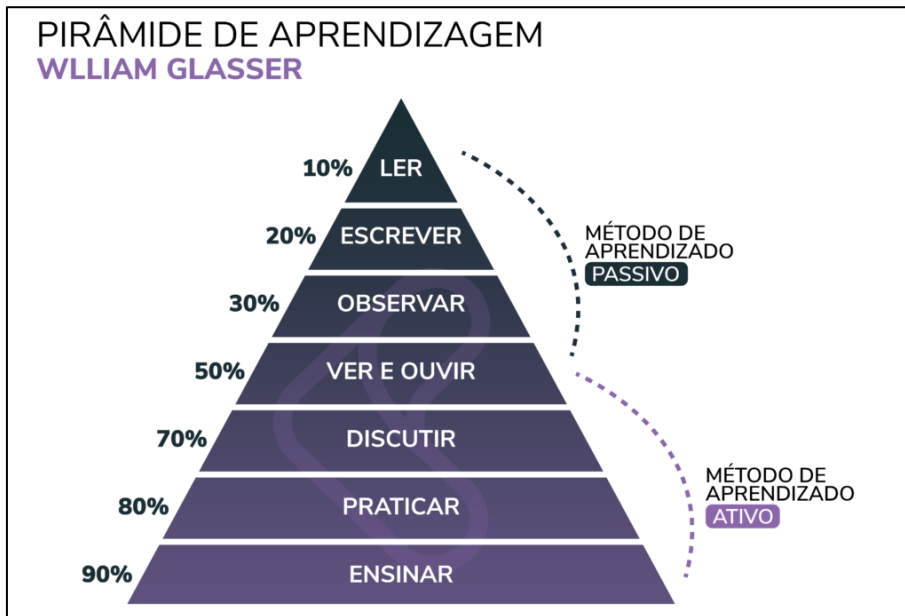 PIRÂMIDE DE APRENDIZAGEM
WLLIAM GLASSER
10% LER
20% ESCREVER
30% OBSERVAR
50% VER E OUVIR
70% DISCUTIR
80% PRATICAR
90% ENSINAR
MÉTODO DE
APRENDIZADO
PASSIVO
MÉTODO DE
APRENDIZADO
ATIVO